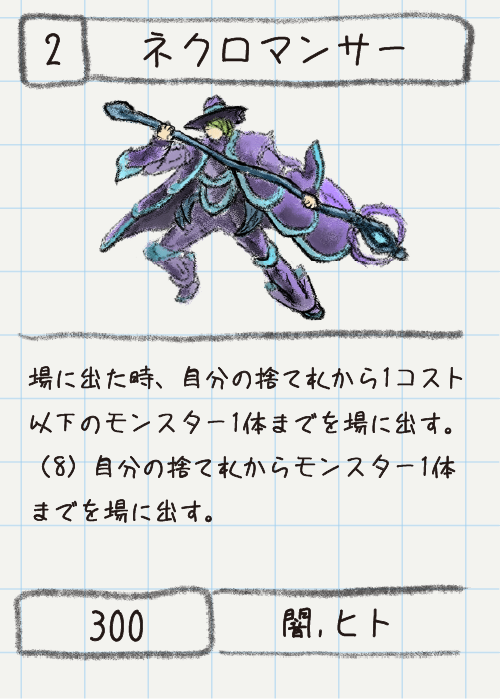 2
ネクロマンサー
場に出た時、自分の捨て札から1コスト
以下のモンスター1体までを場に出す。
（8）自分の捨て札からモンスター1体
までを場に出す。
300
闇,ヒト